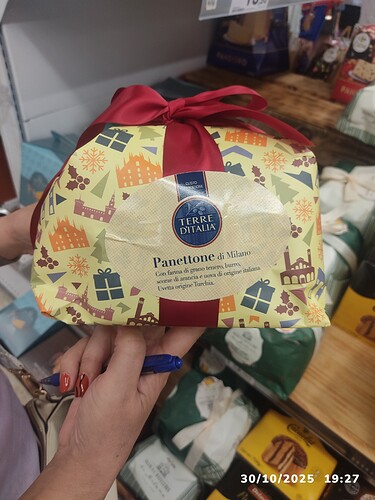 TERRE
D'ITALIA
Panettone di Milano
Con farina di grano tenero, burro,
scorze di arancia e uova di origine italiana.
Uvetta origine Turchia.
30/10/2025 19:27